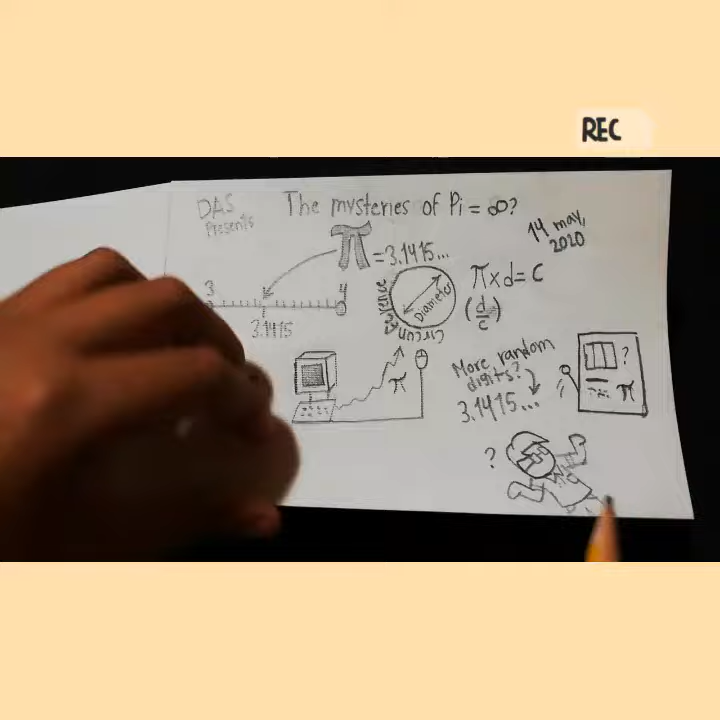 REC
DAS
Presents
The mysteries of Pi = ∞?
14 may,
2020
π = 3.1415...
3
4
3.1415
Diameter
Circunference
π x d = c
(d/c)
π
More random
digits?
3.1415...
?
π
?